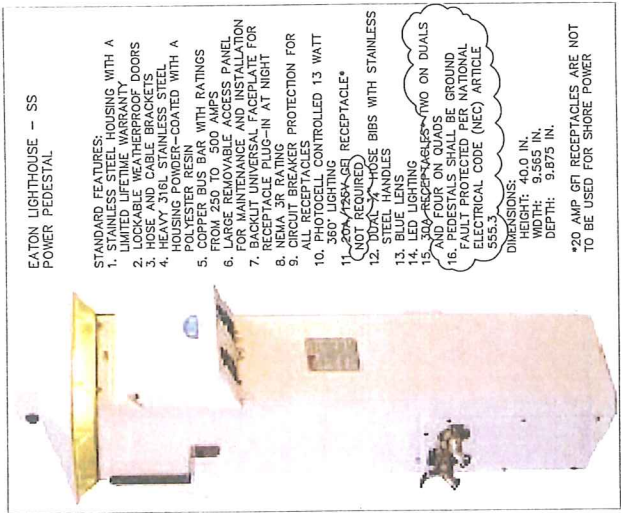 EATON LIGHTHOUSE – SS
POWER PEDESTAL
STANDARD FEATURES:
1. STAINLESS STEEL HOUSING WITH A
LIMITED LIFETIME WARRANTY
2. LOCKABLE WEATHERPROOF DOORS
3. HOSE AND CABLE BRACKETS
4. HEAVY 316L STAINLESS STEEL
HOUSING POWDER-COATED WITH A
POLYESTER RESIN
5. COPPER BUS BAR WITH RATINGS
FROM 250 TO 500 AMPS
6. LARGE REMOVABLE ACCESS PANEL
FOR MAINTENANCE AND INSTALLATION
7. BACKLIT UNIVERSAL FACEPLATE FOR
RECEPTACLE PLUG-IN AT NIGHT
8. NEMA 3R RATING
9. CIRCUIT BREAKER PROTECTION FOR
ALL RECEPTACLES
10. PHOTOCELL CONTROLLED 13 WATT
360° LIGHTING
11. 20A/125V GFI RECEPTACLE*
NOT REQUIRED
12. DUAL ¾" HOSE BIBS WITH STAINLESS
STEEL HANDLES
13. BLUE LENS
14. LED LIGHTING
15. 30A RECEPTABLES TWO ON DUALS
AND FOUR ON QUADS
16. PEDESTALS SHALL BE GROUND
FAULT PROTECTED PER NATIONAL
ELECTRICAL CODE (NEC) ARTICLE
555.3
DIMENSIONS:
HEIGHT: 40.0 IN.
WIDTH: 9.565 IN.
DEPTH: 9.875 IN.
*20 AMP GFI RECEPTACLES ARE NOT
TO BE USED FOR SHORE POWER